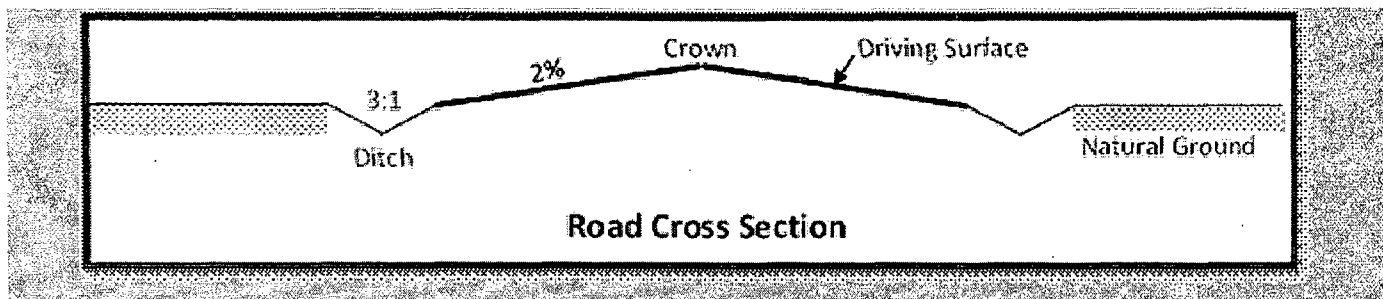 Crown
Driving Surface
2%
3:1
Ditch
Natural Ground
Road Cross Section